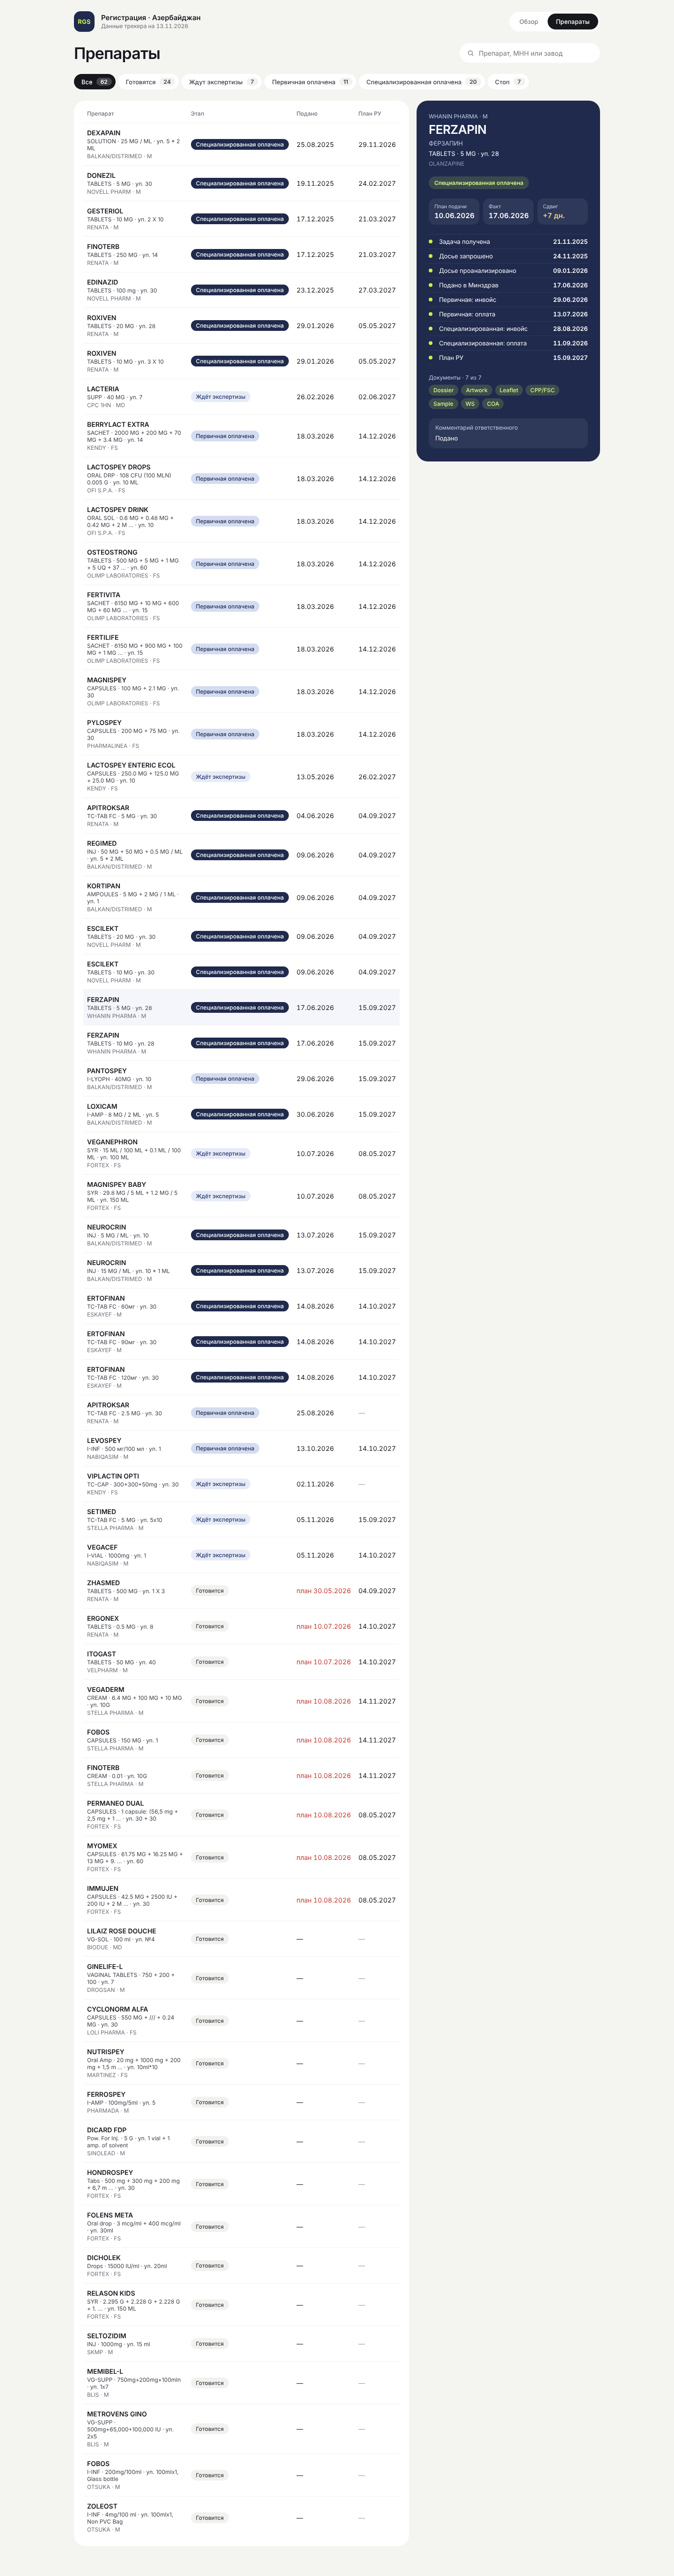 RGS
Регистрация · Азербайджан
Данные трекера на 13.11.2026
Обзор
Препараты
Препараты
Препарат, МНН или завод
Все 62
Готовятся 24
Ждут экспертизы 7
Первичная оплачена 11
Специализированная оплачена 20
Стоп 7
Препарат Этап Подано План РУ
DEXAPAIN
SOLUTION · 25 MG / ML · уп. 5 + 2
ML
BALKAN/DISTRIMED · M
Специализированная оплачена 25.08.2025 29.11.2026
DONEZIL
TABLETS · 5 MG · уп. 30
NOVELL PHARM · M
Специализированная оплачена 19.11.2025 24.02.2027
GESTERIOL
TABLETS · 10 MG · уп. 2 X 10
RENATA · M
Специализированная оплачена 17.12.2025 21.03.2027
FINOTERB
TABLETS · 250 MG · уп. 14
RENATA · M
Специализированная оплачена 17.12.2025 21.03.2027
EDINAZID
TABLETS · 100 mg · уп. 30
NOVELL PHARM · M
Специализированная оплачена 23.12.2025 27.03.2027
ROXIVEN
TABLETS · 20 MG · уп. 28
RENATA · M
Специализированная оплачена 29.01.2026 05.05.2027
ROXIVEN
TABLETS · 10 MG · уп. 3 X 10
RENATA · M
Специализированная оплачена 29.01.2026 05.05.2027
LACTERIA
SUPP · 40 MG · уп. 7
CPC 1HN · MD
Ждёт экспертизы 26.02.2026 02.06.2027
BERRYLACT EXTRA
SACHET · 2000 MG + 200 MG + 70
MG + 3.4 MG · уп. 14
KENDY · FS
Первичная оплачена 18.03.2026 14.12.2026
LACTOSPEY DROPS
ORAL DRP · 108 CFU (100 MLN)
0.005 G · уп. 10 ML
OFI S.P.A. · FS
Первичная оплачена 18.03.2026 14.12.2026
LACTOSPEY DRINK
ORAL SOL · 0.6 MG + 0.48 MG +
0.42 MG + 2 M ... · уп. 10
OFI S.P.A. · FS
Первичная оплачена 18.03.2026 14.12.2026
OSTEOSTRONG
TABLETS · 500 MG + 5 MG + 1 MG
+ 5 UQ + 37 ... · уп. 60
OLIMP LABORATORIES · FS
Первичная оплачена 18.03.2026 14.12.2026
FERTIVITA
SACHET · 6150 MG + 10 MG + 600
MG + 60 MG ... · уп. 15
OLIMP LABORATORIES · FS
Первичная оплачена 18.03.2026 14.12.2026
FERTILIFE
SACHET · 6150 MG + 900 MG + 100
MG + 1 MG ... · уп. 15
OLIMP LABORATORIES · FS
Первичная оплачена 18.03.2026 14.12.2026
MAGNISPEY
CAPSULES · 100 MG + 2.1 MG · уп.
30
OLIMP LABORATORIES · FS
Первичная оплачена 18.03.2026 14.12.2026
PYLOSPEY
CAPSULES · 200 MG + 75 MG · уп.
30
PHARMALINEA · FS
Первичная оплачена 18.03.2026 14.12.2026
LACTOSPEY ENTERIC ECOL
CAPSULES · 250.0 MG + 125.0 MG
+ 25.0 MG · уп. 10
KENDY · FS
Ждёт экспертизы 13.05.2026 26.02.2027
APITROKSAR
TC-TAB FC · 5 MG · уп. 30
RENATA · M
Специализированная оплачена 04.06.2026 04.09.2027
REGIMED
INJ · 50 MG + 50 MG + 0.5 MG / ML
· уп. 5 * 2 ML
BALKAN/DISTRIMED · M
Специализированная оплачена 09.06.2026 04.09.2027
KORTIPAN
AMPOULES · 5 MG + 2 MG / 1 ML ·
уп. 1
BALKAN/DISTRIMED · M
Специализированная оплачена 09.06.2026 04.09.2027
ESCILEKT
TABLETS · 20 MG · уп. 30
NOVELL PHARM · M
Специализированная оплачена 09.06.2026 04.09.2027
ESCILEKT
TABLETS · 10 MG · уп. 30
NOVELL PHARM · M
Специализированная оплачена 09.06.2026 04.09.2027
FERZAPIN
TABLETS · 5 MG · уп. 28
WHANIN PHARMA · M
Специализированная оплачена 17.06.2026 15.09.2027
FERZAPIN
TABLETS · 10 MG · уп. 28
WHANIN PHARMA · M
Специализированная оплачена 17.06.2026 15.09.2027
PANTOSPEY
I-LYOPH · 40MG · уп. 10
BALKAN/DISTRIMED · M
Первичная оплачена 29.06.2026 15.09.2027
LOXICAM
I-AMP · 8 MG / 2 ML · уп. 5
BALKAN/DISTRIMED · M
Специализированная оплачена 30.06.2026 15.09.2027
VEGANEPHRON
SYR · 15 ML / 100 ML + 0.1 ML / 100
ML · уп. 100 ML
FORTEX · FS
Ждёт экспертизы 10.07.2026 08.05.2027
MAGNISPEY BABY
SYR · 29.8 MG / 5 ML + 1.2 MG / 5
ML · уп. 150 ML
FORTEX · FS
Ждёт экспертизы 10.07.2026 08.05.2027
NEUROCRIN
INJ · 5 MG / ML · уп. 10
BALKAN/DISTRIMED · M
Специализированная оплачена 13.07.2026 15.09.2027
NEUROCRIN
INJ · 15 MG / ML · уп. 10 * 1 ML
BALKAN/DISTRIMED · M
Специализированная оплачена 13.07.2026 15.09.2027
ERTOFINAN
TC-TAB FC · 60мг · уп. 30
ESKAYEF · M
Специализированная оплачена 14.08.2026 14.10.2027
ERTOFINAN
TC-TAB FC · 90мг · уп. 30
ESKAYEF · M
Специализированная оплачена 14.08.2026 14.10.2027
ERTOFINAN
TC-TAB FC · 120мг · уп. 30
ESKAYEF · M
Специализированная оплачена 14.08.2026 14.10.2027
APITROKSAR
TC-TAB FC · 2.5 MG · уп. 30
RENATA · M
Первичная оплачена 25.08.2026 —
LEVOSPEY
I-INF · 500 мг/100 мл · уп. 1
NABIQASIM · M
Первичная оплачена 13.10.2026 14.10.2027
VIPLACTIN OPTI
TC-CAP · 300+300+50mg · уп. 30
KENDY · FS
Ждёт экспертизы 02.11.2026 —
SETIMED
TC-TAB FC · 5 MG · уп. 5x10
STELLA PHARMA · M
Ждёт экспертизы 05.11.2026 15.09.2027
VEGACEF
I-VIAL · 1000mg · уп. 1
NABIQASIM · M
Ждёт экспертизы 05.11.2026 14.10.2027
ZHASMED
TABLETS · 500 MG · уп. 1 X 3
RENATA · M
Готовится план 30.05.2026 04.09.2027
ERGONEX
TABLETS · 0.5 MG · уп. 8
RENATA · M
Готовится план 10.07.2026 14.10.2027
ITOGAST
TABLETS · 50 MG · уп. 40
VELPHARM · M
Готовится план 10.07.2026 14.10.2027
VEGADERM
CREAM · 6.4 MG + 100 MG + 10 MG
· уп. 10G
STELLA PHARMA · M
Готовится план 10.08.2026 14.11.2027
FOBOS
CAPSULES · 150 MG · уп. 1
STELLA PHARMA · M
Готовится план 10.08.2026 14.11.2027
FINOTERB
CREAM · 0.01 · уп. 10G
STELLA PHARMA · M
Готовится план 10.08.2026 14.11.2027
PERMANEO DUAL
CAPSULES · 1 capsule: (56,5 mg +
2,5 mg + 1 ... · уп. 30 + 30
FORTEX · FS
Готовится план 10.08.2026 08.05.2027
MYOMEX
CAPSULES · 61.75 MG + 16.25 MG +
13 MG + 9. ... · уп. 60
FORTEX · FS
Готовится план 10.08.2026 08.05.2027
IMMUJEN
CAPSULES · 42.5 MG + 2500 IU +
200 IU + 2 M ... · уп. 30
FORTEX · FS
Готовится план 10.08.2026 08.05.2027
LILAIZ ROSE DOUCHE
VG-SOL · 100 ml · уп. №4
BIODUE · MD
Готовится — —
GINELIFE-L
VAGINAL TABLETS · 750 + 200 +
100 · уп. 7
DROGSAN · M
Готовится — —
CYCLONORM ALFA
CAPSULES · 550 MG + /// + 0.24
MG · уп. 30
LOLI PHARMA · FS
Готовится — —
NUTRISPEY
Oral Amp · 20 mg + 1000 mg + 200
mg + 1,5 m ... · уп. 10ml*10
MARTINEZ · FS
Готовится — —
FERROSPEY
I-AMP · 100mg/5ml · уп. 5
PHARMADA · M
Готовится — —
DICARD FDP
Pow. For Inj. · 5 G · уп. 1 vial + 1
amp. of solvent
SINOLEAD · M
Готовится — —
HONDROSPEY
Tabs · 500 mg + 300 mg + 200 mg
+ 6,7 m ... · уп. 30
FORTEX · FS
Готовится — —
FOLENS META
Oral drop · 3 mcg/ml + 400 mcg/ml
· уп. 30ml
FORTEX · FS
Готовится — —
DICHOLEK
Drops · 15000 IU/ml · уп. 20ml
FORTEX · FS
Готовится — —
RELASON KIDS
SYR · 2.295 G + 2.228 G + 2.228 G
+ 1. ... · уп. 150 ML
FORTEX · FS
Готовится — —
SELTOZIDIM
INJ · 1000mg · уп. 15 ml
SKMP · M
Готовится — —
MEMIBEL-L
VG-SUPP · 750mg+200mg+100mln
· уп. 1x7
BLIS · M
Готовится — —
METROVENS GINO
VG-SUPP ·
500mg+65,000+100,000 IU · уп.
2x5
BLIS · M
Готовится — —
FOBOS
I-INF · 200mg/100ml · уп. 100mlx1,
Glass bottle
OTSUKA · M
Готовится — —
ZOLEOST
I-INF · 4mg/100 ml · уп. 100mlx1,
Non PVC Bag
OTSUKA · M
Готовится — —
WHANIN PHARMA · M
FERZAPIN
ФЕРЗАПИН
TABLETS · 5 MG · уп. 28
OLANZAPINE
Специализированная оплачена
План подачи
10.06.2026
Факт
17.06.2026
Сдвиг
+7 дн.
Задача получена 21.11.2025
Досье запрошено 24.11.2025
Досье проанализировано 09.01.2026
Подано в Минздрав 17.06.2026
Первичная: инвойс 29.06.2026
Первичная: оплата 13.07.2026
Специализированная: инвойс 28.08.2026
Специализированная: оплата 11.09.2026
План РУ 15.09.2027
Документы · 7 из 7
Dossier Artwork Leaflet CPP/FSC
Sample WS COA
Комментарий ответственного
Подано